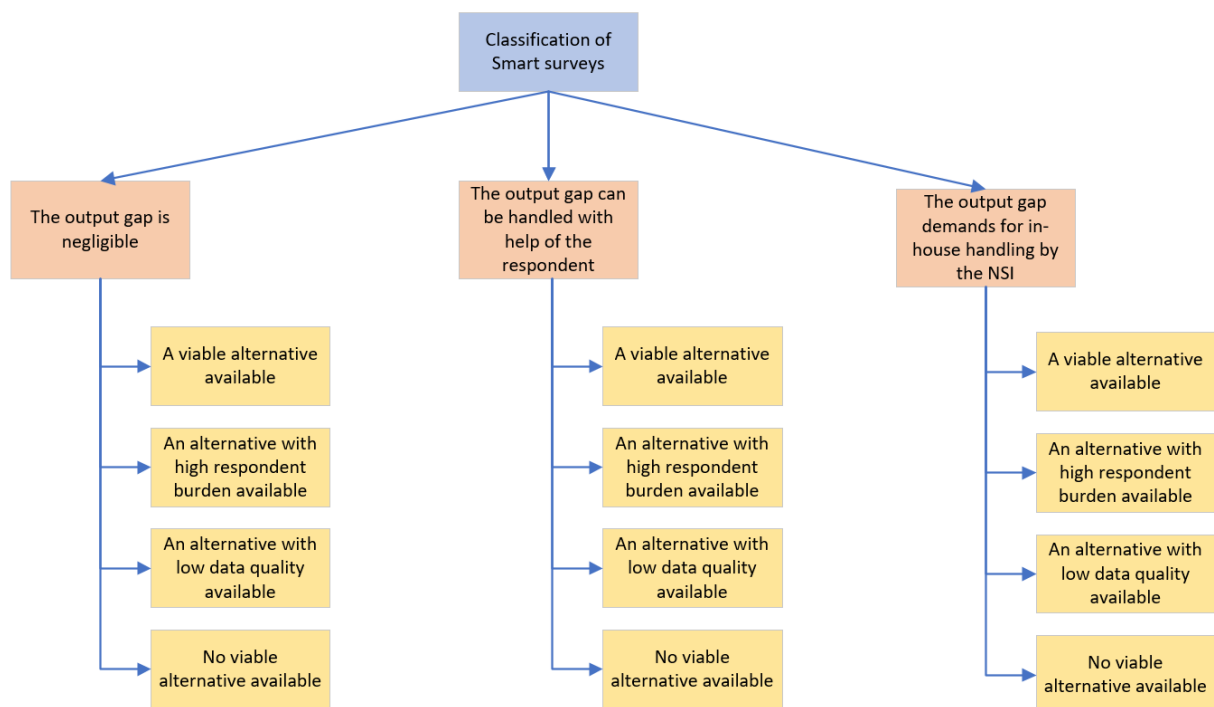 Classification of
Smart surveys
The output gap is
negligible
The output gap can
be handled with
help of the
respondent
The output gap
demands for in-
house handling by
the NSI
A viable alternative
available
An alternative with
high respondent
burden available
An alternative with
low data quality
available
No viable
alternative available
A viable alternative
available
An alternative with
high respondent
burden available
An alternative with
low data quality
available
No viable
alternative available
A viable alternative
available
An alternative with
high respondent
burden available
An alternative with
low data quality
available
No viable
alternative available